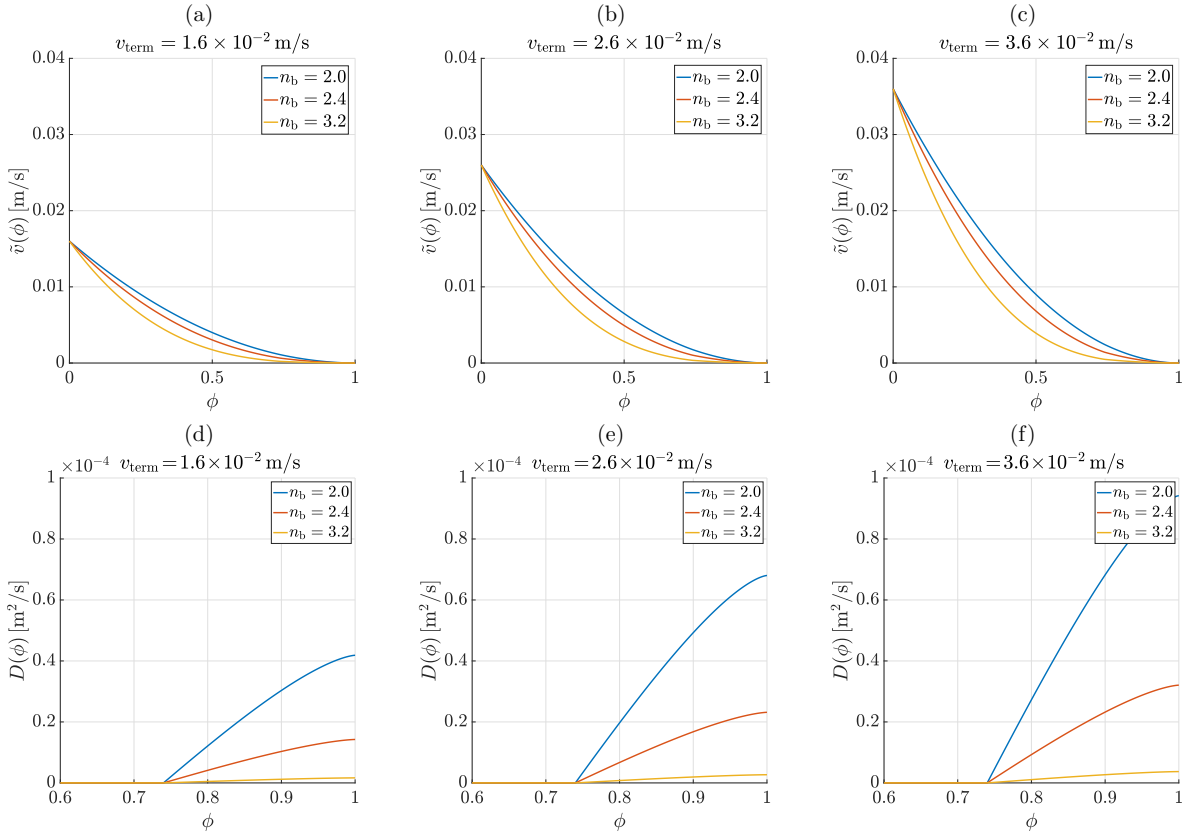 (a)
v_term = 1.6 × 10⁻² m/s
0.04
0.03
0.02
0.01
0
0
0.5
1
ṽ(ϕ) [m/s]
ϕ
n_b = 2.0
n_b = 2.4
n_b = 3.2
(b)
v_term = 2.6 × 10⁻² m/s
0.04
0.03
0.02
0.01
0
0
0.5
1
ṽ(ϕ) [m/s]
ϕ
n_b = 2.0
n_b = 2.4
n_b = 3.2
(c)
v_term = 3.6 × 10⁻² m/s
0.04
0.03
0.02
0.01
0
0
0.5
1
ṽ(ϕ) [m/s]
ϕ
n_b = 2.0
n_b = 2.4
n_b = 3.2
(d)
×10⁻⁴
v_term = 1.6 × 10⁻² m/s
1
0.8
0.6
0.4
0.2
0
0.6
0.7
0.8
0.9
1
D(ϕ) [m²/s]
ϕ
n_b = 2.0
n_b = 2.4
n_b = 3.2
(e)
×10⁻⁴
v_term = 2.6 × 10⁻² m/s
1
0.8
0.6
0.4
0.2
0
0.6
0.7
0.8
0.9
1
D(ϕ) [m²/s]
ϕ
n_b = 2.0
n_b = 2.4
n_b = 3.2
(f)
×10⁻⁴
v_term = 3.6 × 10⁻² m/s
1
0.8
0.6
0.4
0.2
0
0.6
0.7
0.8
0.9
1
D(ϕ) [m²/s]
ϕ
n_b = 2.0
n_b = 2.4
n_b = 3.2